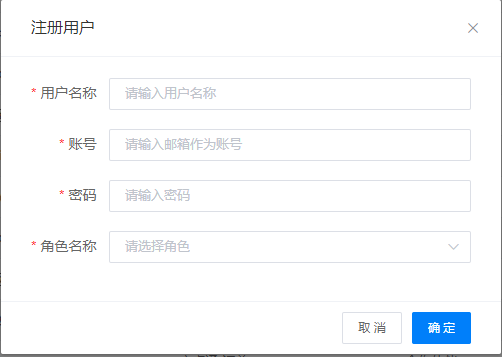 注册用户
* 用户名称 请输入用户名称
* 账号 请输入邮箱作为账号
* 密码 请输入密码
* 角色名称 请选择角色
取 消 确 定